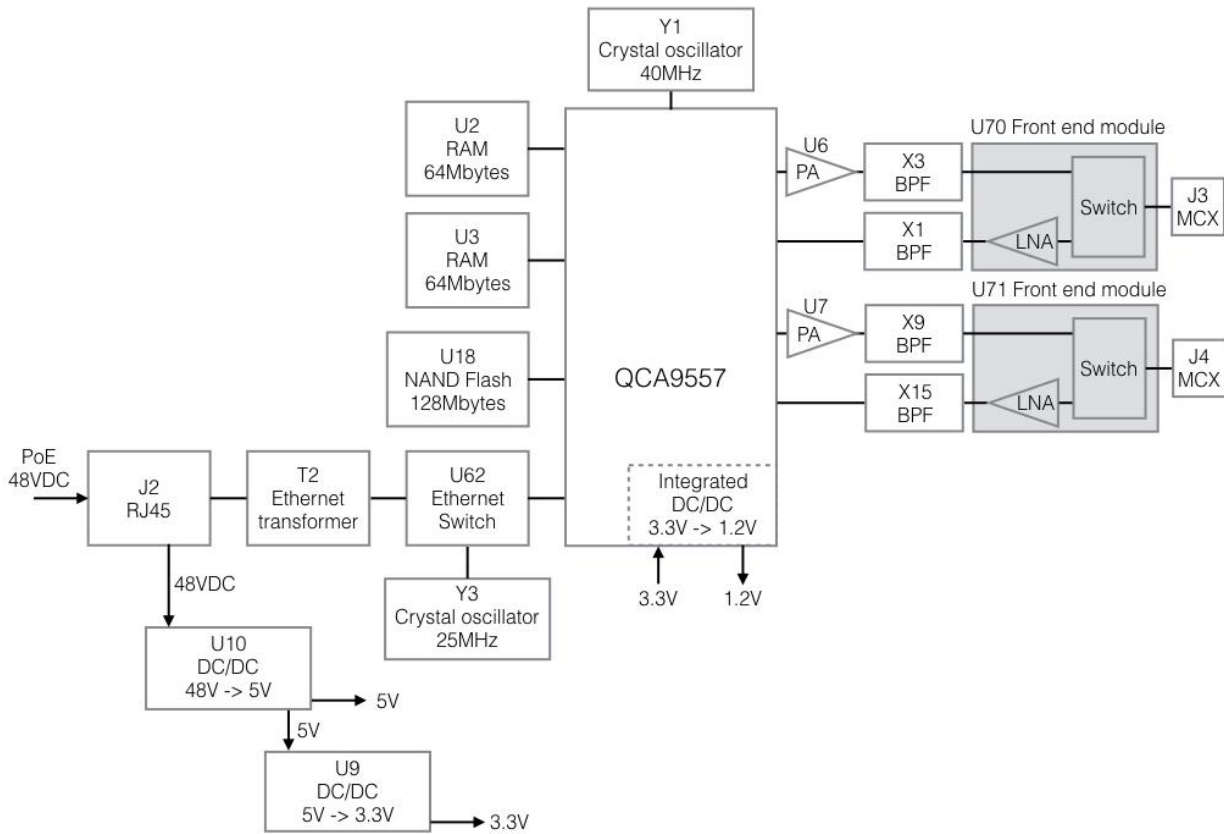 Y1
Crystal oscillator
40MHz
U2
RAM
64Mbytes
U3
RAM
64Mbytes
U18
NAND Flash
128Mbytes
QCA9557
U6
PA
X3
BPF
X1
BPF
U70 Front end module
Switch
LNA
J3
MCX
U7
PA
X9
BPF
X15
BPF
U71 Front end module
Switch
LNA
J4
MCX
PoE
48VDC
J2
RJ45
T2
Ethernet
transformer
U62
Ethernet
Switch
Integrated
DC/DC
3.3V -> 1.2V
3.3V
1.2V
48VDC
Y3
Crystal oscillator
25MHz
U10
DC/DC
48V -> 5V
5V
5V
U9
DC/DC
5V -> 3.3V
3.3V